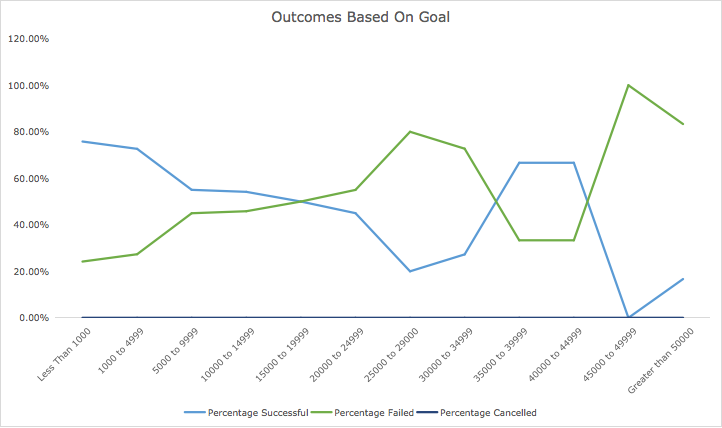 Outcomes Based On Goal
120.00%
100.00%
80.00%
60.00%
40.00%
20.00%
0.00%
Less Than 1000
1000 to 4999
5000 to 9999
10000 to 14999
15000 to 19999
20000 to 24999
25000 to 29000
30000 to 34999
35000 to 39999
40000 to 44999
45000 to 49999
Greater than 50000
Percentage Successful
Percentage Failed
Percentage Cancelled